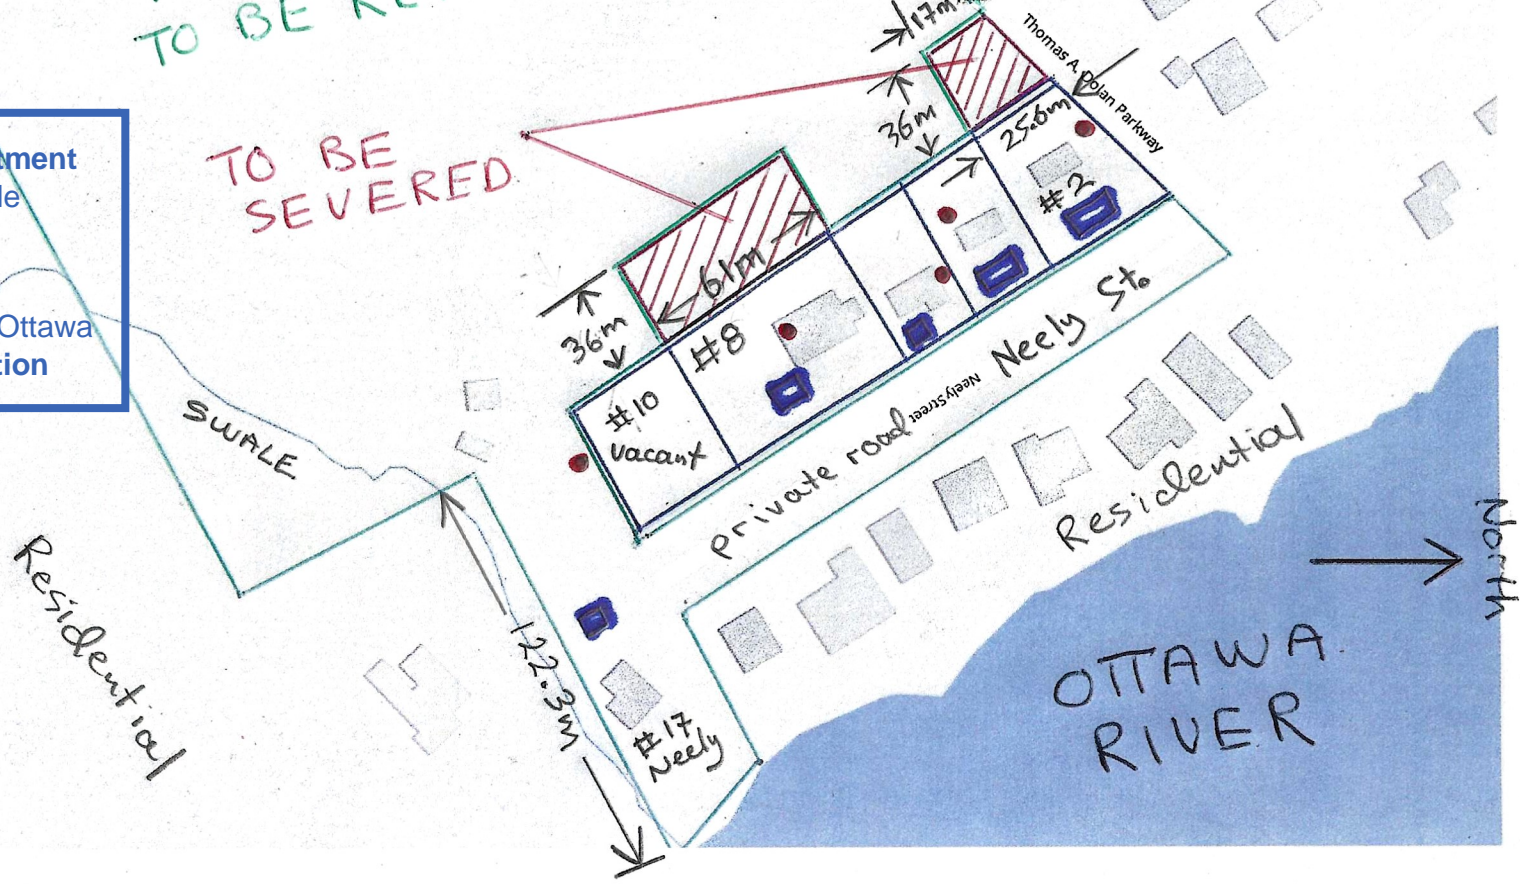 TO BE
17m
Thomas A. Dolan Parkway
tment
le
Ottawa
tion
TO BE
SEVERED
36m
25.6m
#2
61m
36m
#8
#10
vacant
Neely St.
Neely Street
private road
SWALE
Residential
Residential
North
122.3m
#17
Neely
OTTAWA
RIVER